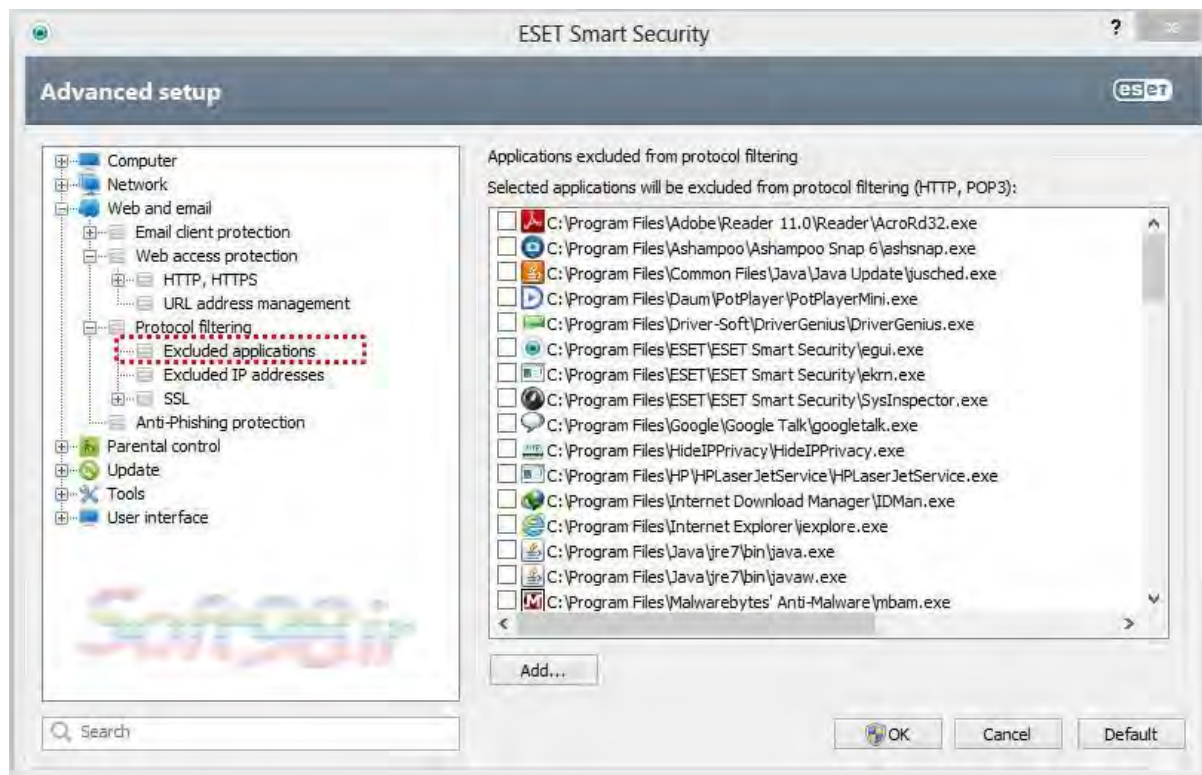 ESET Smart Security
?
Advanced setup
eset
Computer
Network
Web and email
Email client protection
Web access protection
HTTP, HTTPS
URL address management
Protocol filtering
Excluded applications
Excluded IP addresses
SSL
Anti-Phishing protection
Parental control
Update
Tools
User interface
Soft98.ir
Search
Applications excluded from protocol filtering
Selected applications will be excluded from protocol filtering (HTTP, POP3):
C:\Program Files\Adobe\Reader 11.0\Reader\AcroRd32.exe
C:\Program Files\Ashampoo\Ashampoo Snap 6\ashsnap.exe
C:\Program Files\Common Files\Java\Java Update\jusched.exe
C:\Program Files\Daum\PotPlayer\PotPlayerMini.exe
C:\Program Files\Driver-Soft\DriverGenius\DriverGenius.exe
C:\Program Files\ESET\ESET Smart Security\egui.exe
C:\Program Files\ESET\ESET Smart Security\ekrn.exe
C:\Program Files\ESET\ESET Smart Security\SysInspector.exe
C:\Program Files\Google\Google Talk\googletalk.exe
C:\Program Files\HideIPPrivacy\HideIPPrivacy.exe
C:\Program Files\HP\HPLaserJetService\HPLaserJetService.exe
C:\Program Files\Internet Download Manager\IDMan.exe
C:\Program Files\Internet Explorer\iexplore.exe
C:\Program Files\Java\jre7\bin\java.exe
C:\Program Files\Java\jre7\bin\javaw.exe
C:\Program Files\Malwarebytes' Anti-Malware\mbam.exe
Add...
OK
Cancel
Default